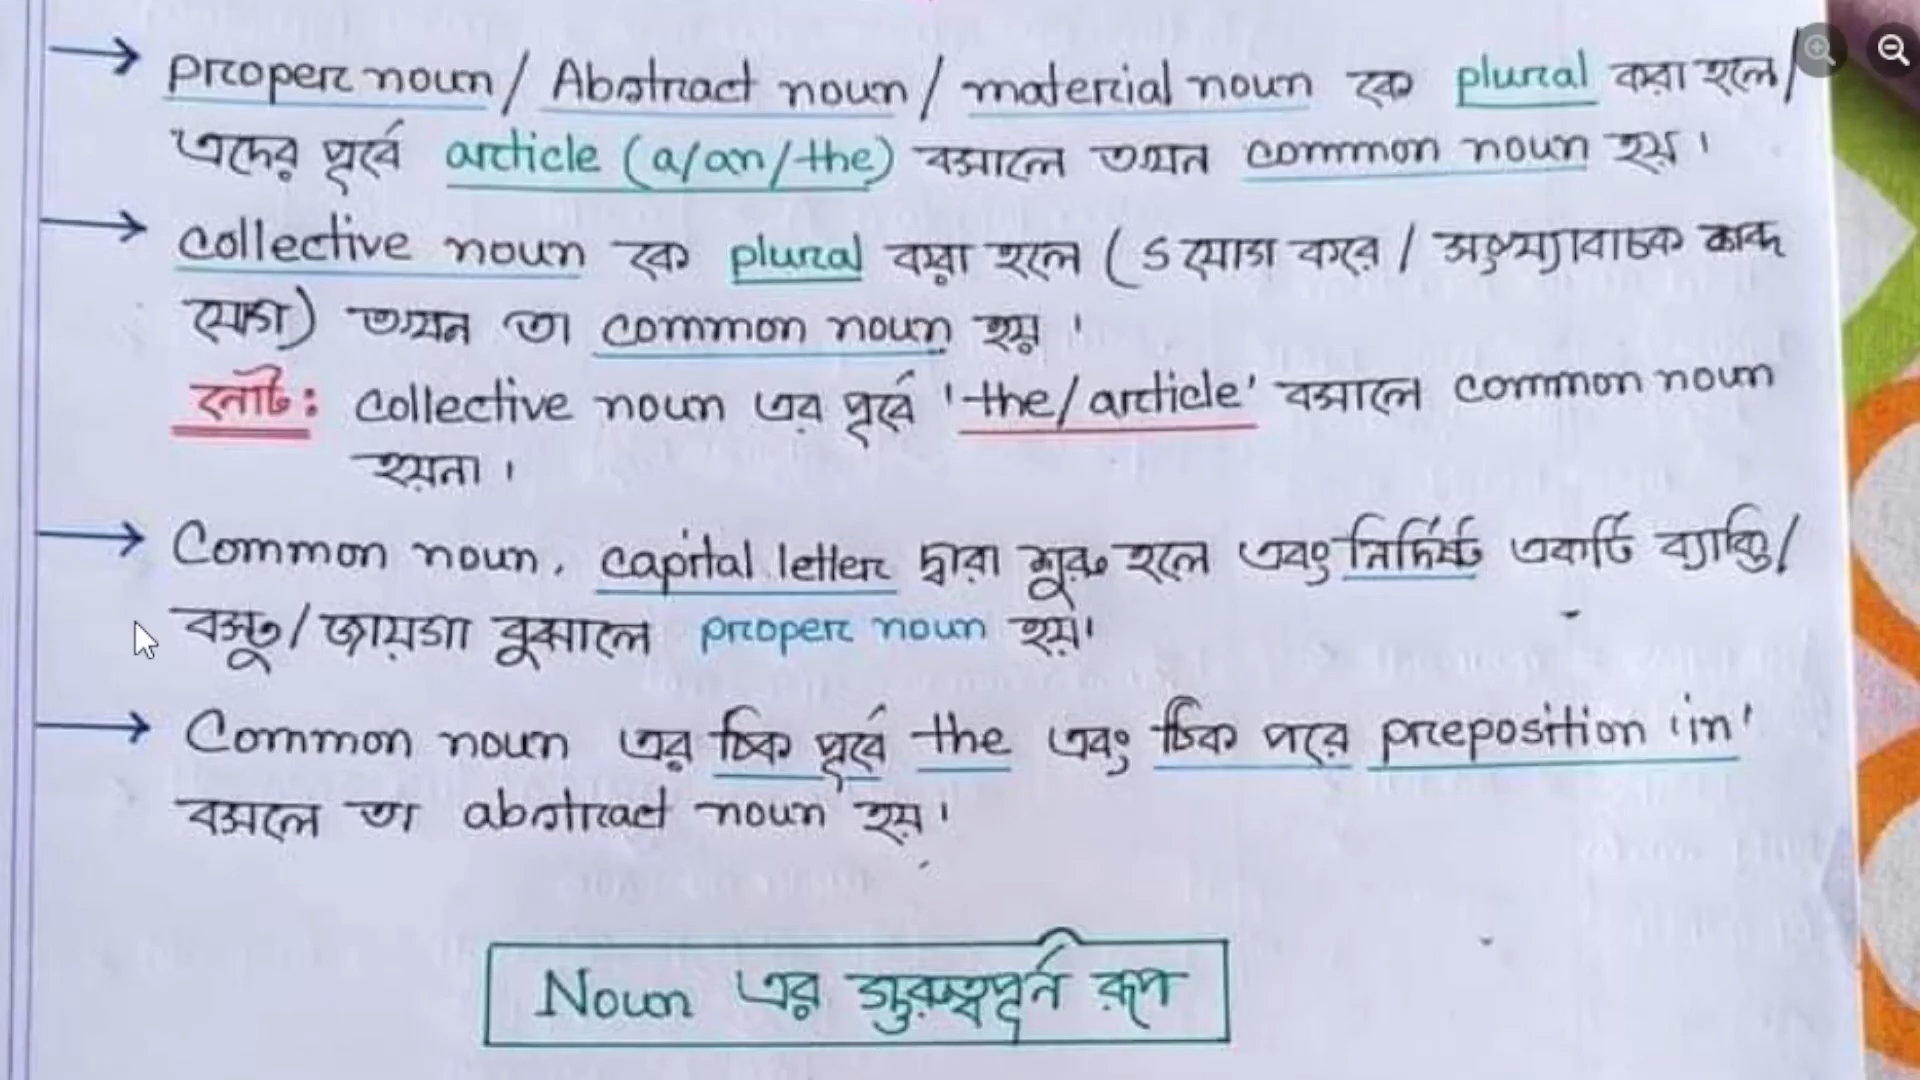 Proper noun/ Abstract noun/ material noun কে plural করা হলে/
এদের পূর্বে article (a/an/the) বসালে তখন common noun হয়।
collective noun কে plural করা হলে (s যোগ করে / সংখ্যাবাচক শব্দ
যোগ) তখন তা common noun হয়।
নোট: collective noun এর পূর্বে 'the/article' বসালে common noun
হয়না।
Common noun, capital letter দ্বারা শুরু হলে এবং নির্দিষ্ট একটি ব্যাক্তি/
বস্তু/জায়গা বুঝালে proper noun হয়।
Common noun এর ঠিক পূর্বে the এবং ঠিক পরে preposition 'in'
বসলে তা abstract noun হয়।
Noun এর গুরুত্বপূর্ন রূপ